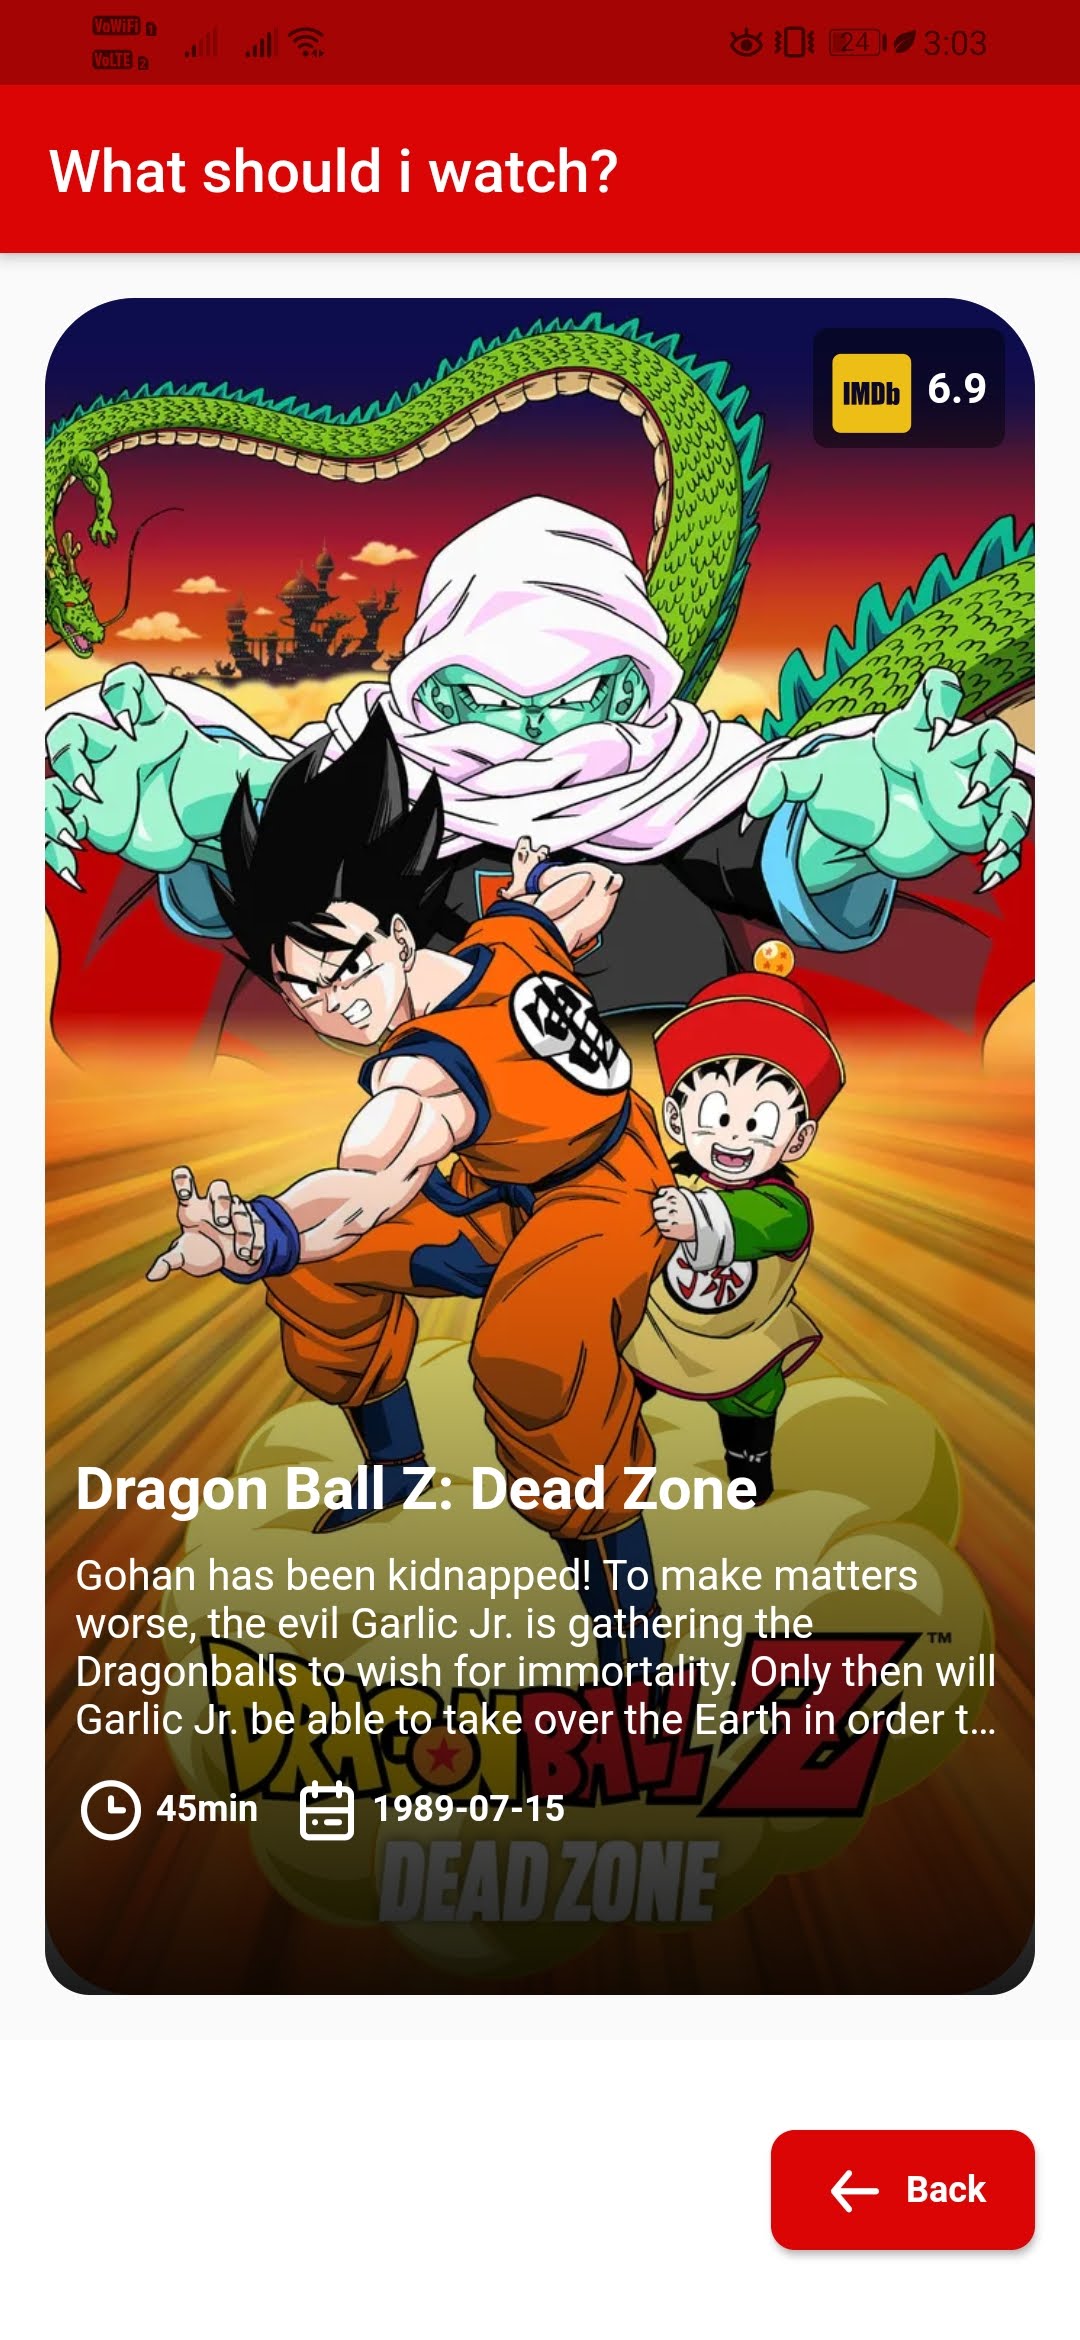 VoWiFi 1
VoLTE 2
24 3:03
What should i watch?
IMDb 6.9
Dragon Ball Z: Dead Zone
Gohan has been kidnapped! To make matters
worse, the evil Garlic Jr. is gathering the
Dragonballs to wish for immortality. Only then will
Garlic Jr. be able to take over the Earth in order t...
DRAGON BALL Z ™
45min 1989-07-15
DEAD ZONE
Back